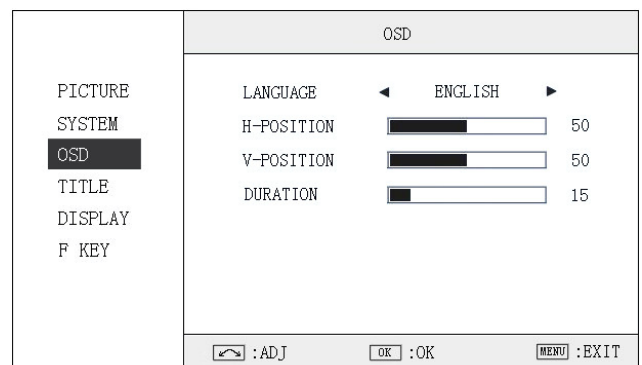 OSD
PICTURE
SYSTEM
OSD
TITLE
DISPLAY
F KEY
LANGUAGE ENGLISH
H-POSITION 50
V-POSITION 50
DURATION 15
:ADJ OK :OK MENU :EXIT